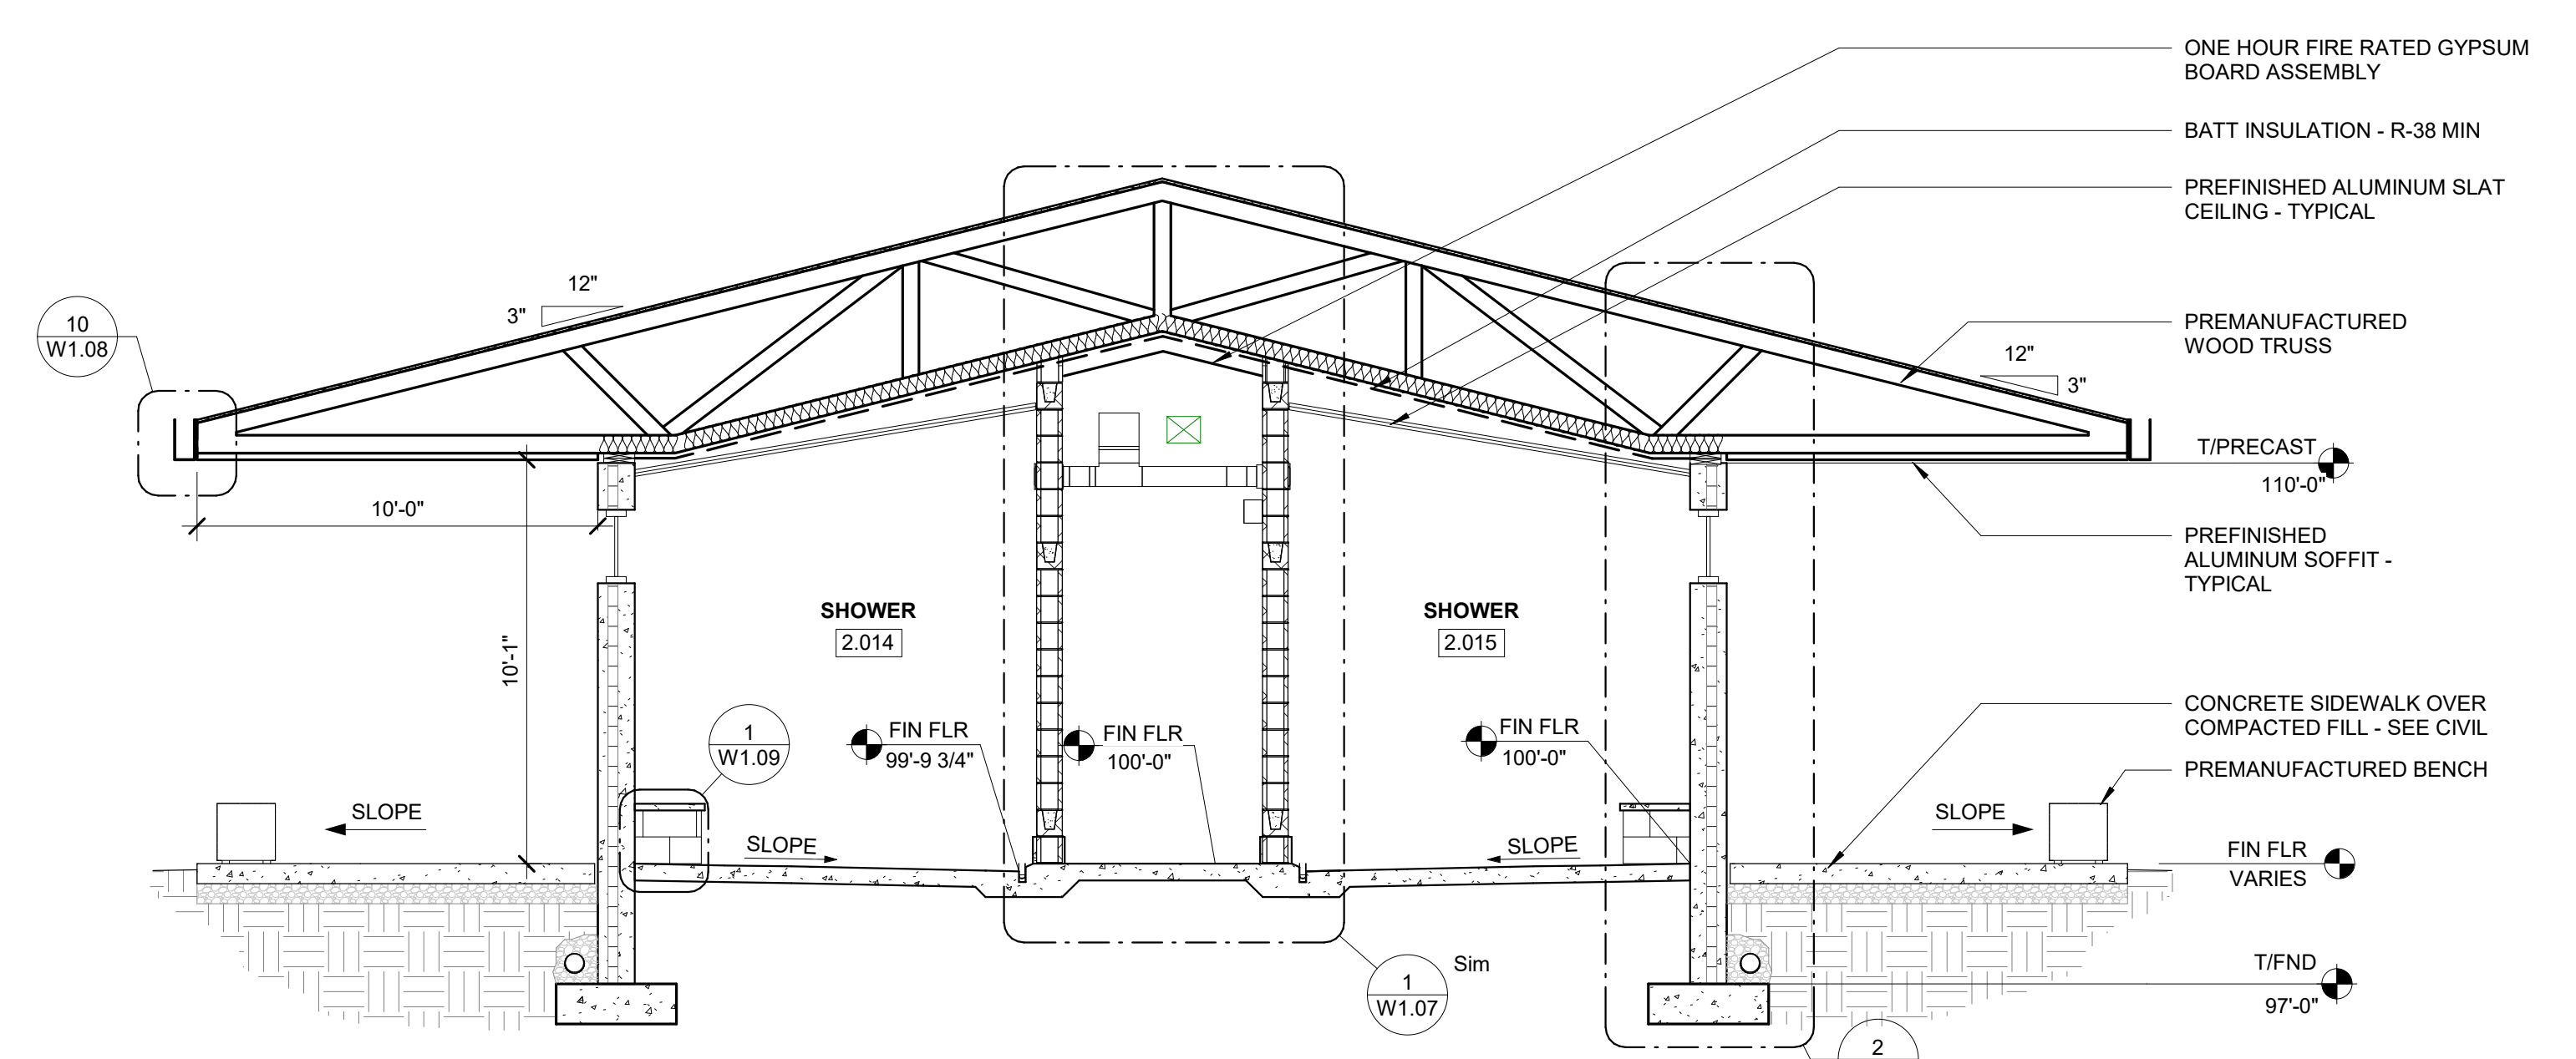 ONE HOUR FIRE RATED GYPSUM
BOARD ASSEMBLY
BATT INSULATION - R-38 MIN
PREFINISHED ALUMINUM SLAT
CEILING - TYPICAL
12"
3"
10
W1.08
PREMANUFACTURED
WOOD TRUSS
12"
3"
T/PRECAST
110'-0"
10'-0"
PREFINISHED
ALUMINUM SOFFIT -
TYPICAL
SHOWER
2.014
SHOWER
2.015
10'-1"
CONCRETE SIDEWALK OVER
COMPACTED FILL - SEE CIVIL
1
W1.09
FIN FLR
99'-9 3/4"
FIN FLR
100'-0"
FIN FLR
100'-0"
PREMANUFACTURED BENCH
SLOPE
SLOPE
SLOPE
SLOPE
FIN FLR
VARIES
Sim
1
W1.07
T/FND
97'-0"
2